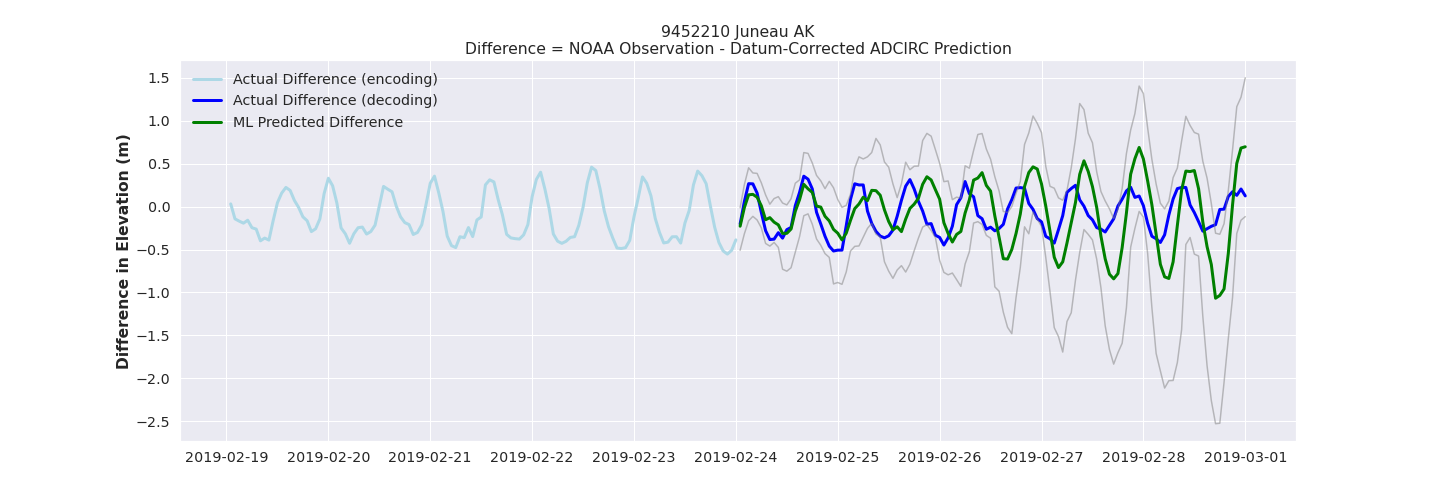 9452210 Juneau AK
Difference = NOAA Observation - Datum-Corrected ADCIRC Prediction
Actual Difference (encoding)
Actual Difference (decoding)
ML Predicted Difference
Difference in Elevation (m)
1.5
1.0
0.5
0.0
−0.5
−1.0
−1.5
−2.0
−2.5
2019-02-19 2019-02-20 2019-02-21 2019-02-22 2019-02-23 2019-02-24 2019-02-25 2019-02-26 2019-02-27 2019-02-28 2019-03-01